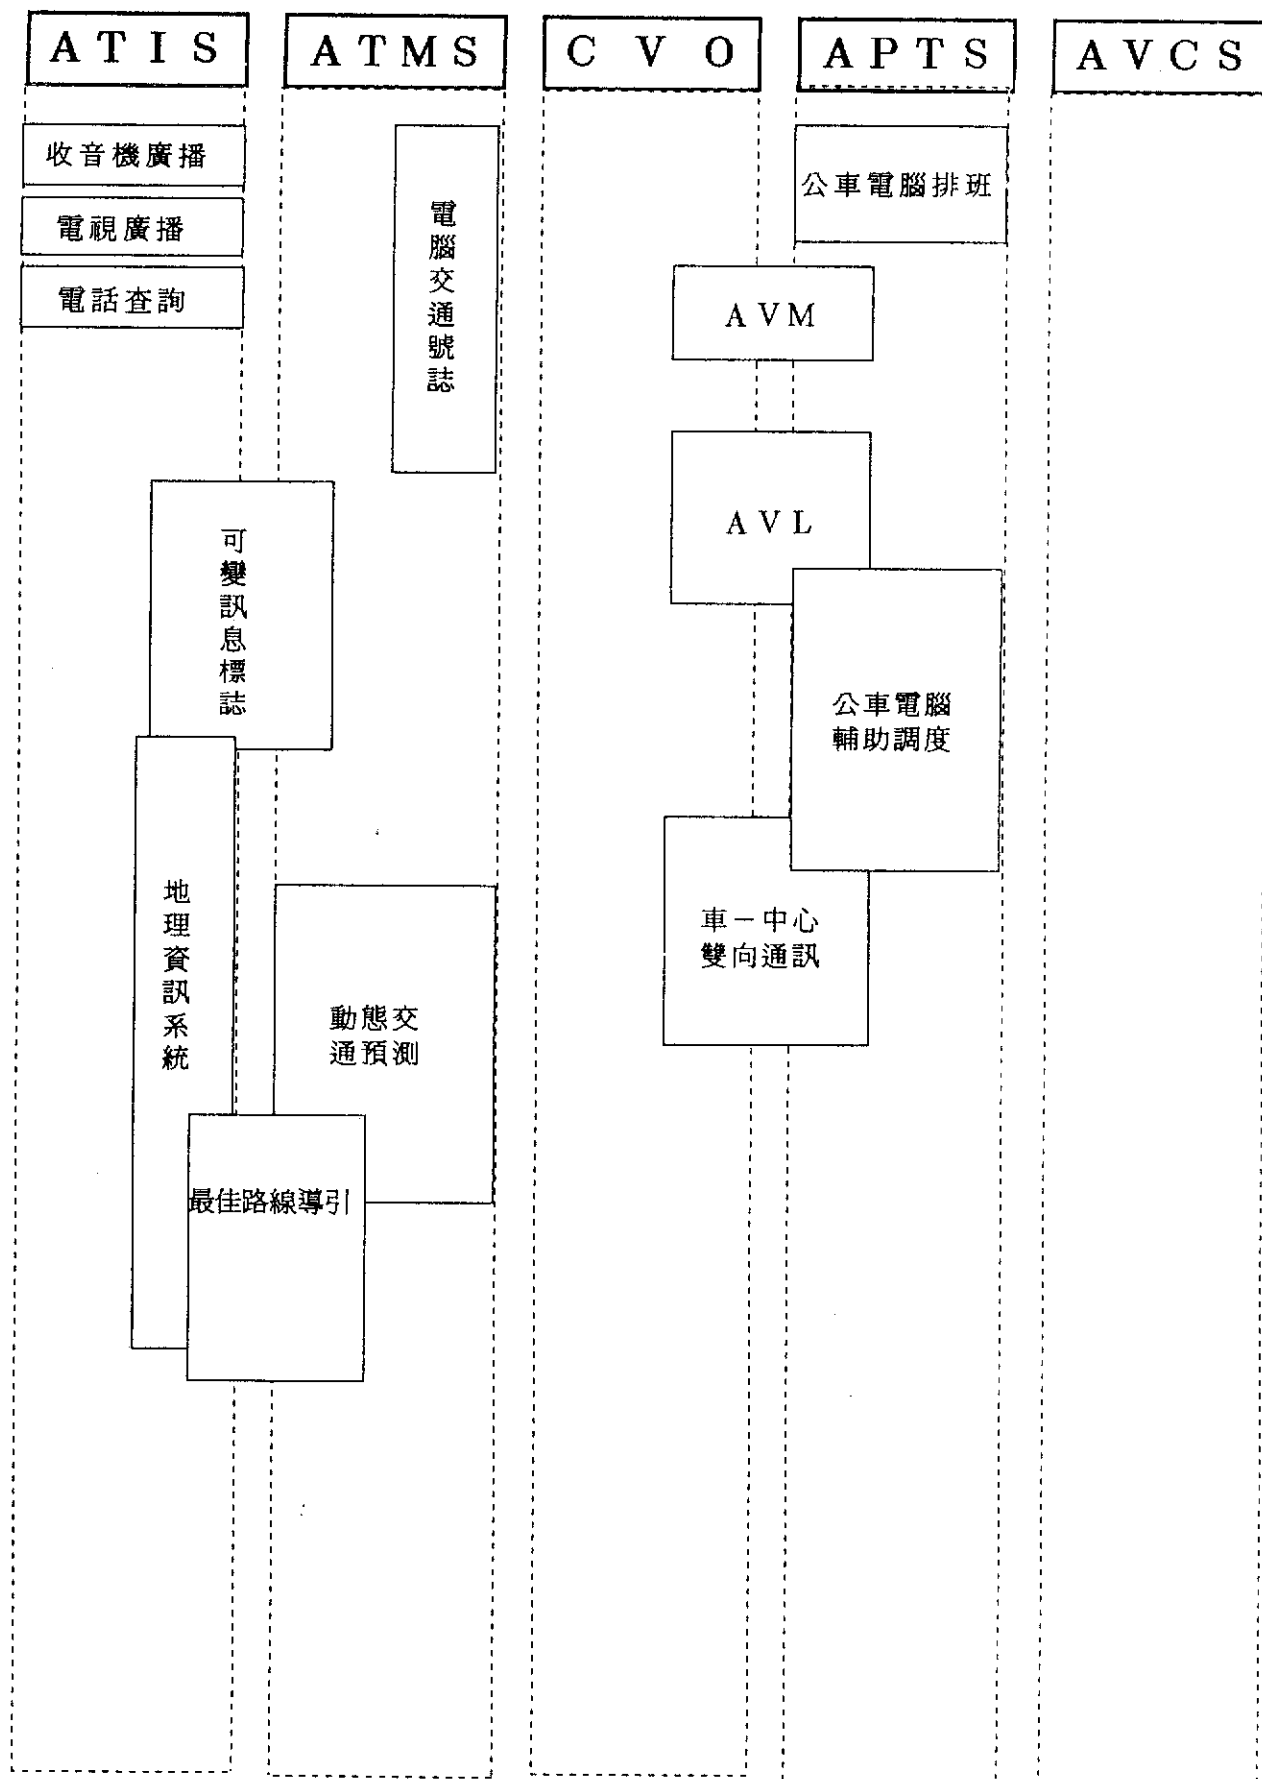 ATIS
ATMS
CVO
APTS
AVCS
收音機廣播
電視廣播
電話查詢
電腦交通號誌
公車電腦排班
AVM
AVL
可變訊息標誌
公車電腦
輔助調度
地理資訊系統
車－中心
雙向通訊
動態交
通預測
最佳路線導引